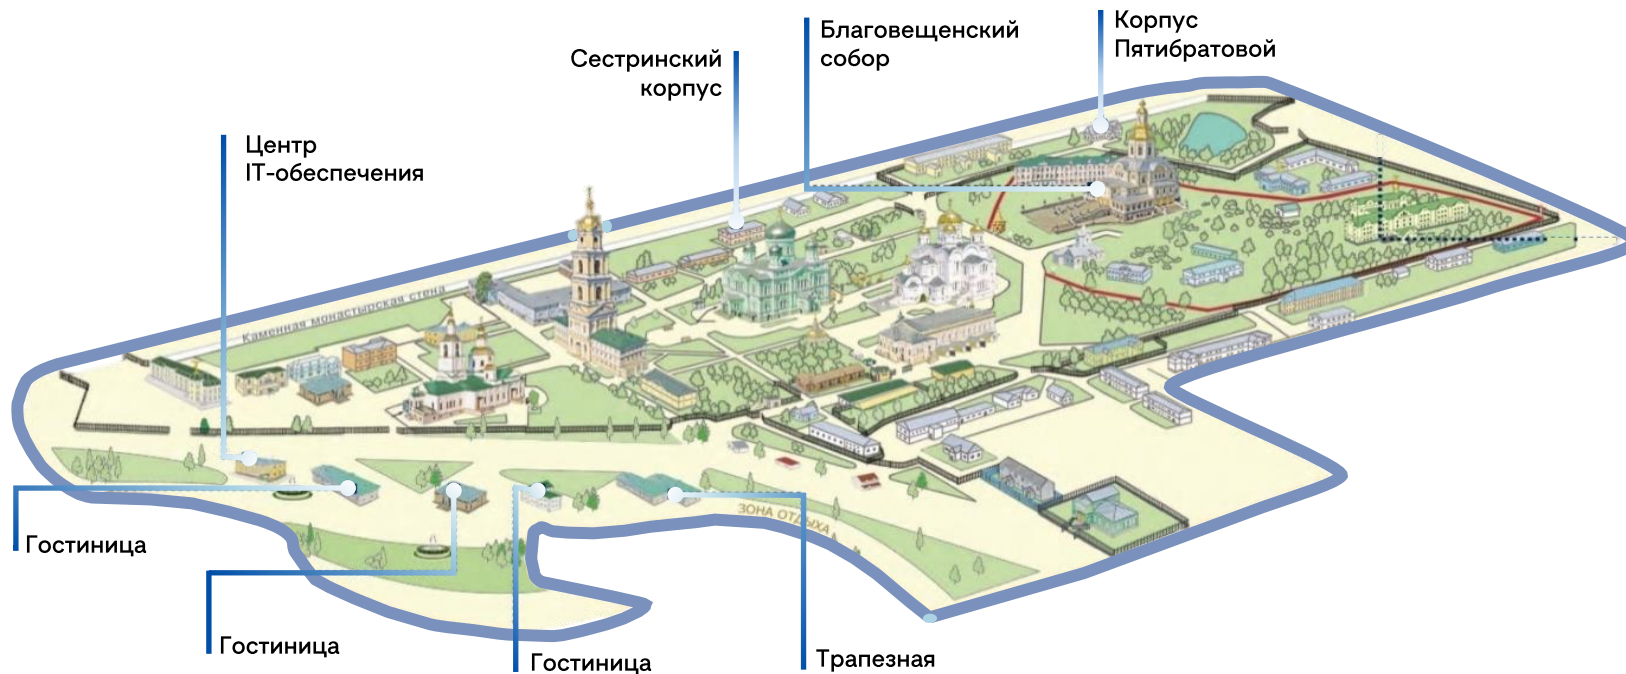 Корпус
Пятибратовой
Благовещенский
собор
Сестринский
корпус
Центр
IT-обеспечения
Каменная монастырская стена
ЗОНА ОТДЫХА
Гостиница
Гостиница
Гостиница
Трапезная